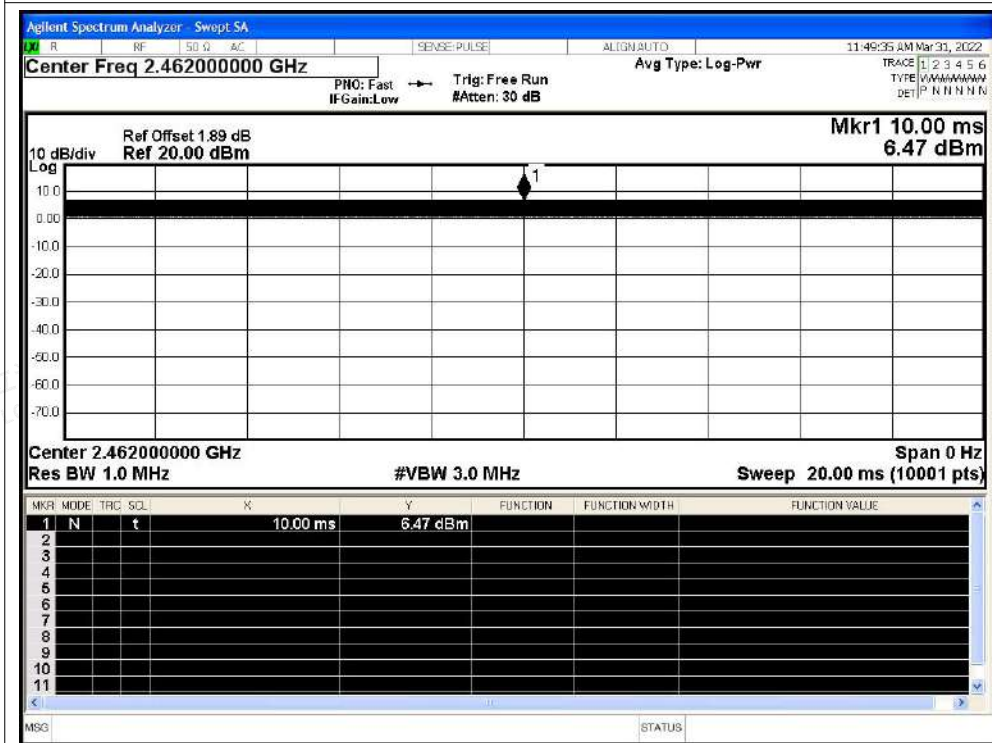 Agilent Spectrum Analyzer - Swept SA
LXI R RF 50 Ω AC SENSE:PULSE ALIGNAUTO 11:49:35 AM Mar 31, 2022
Center Freq 2.462000000 GHz
PNO: Fast Trig: Free Run Avg Type: Log-Pwr TRACE 1 2 3 4 5 6
IFGain:Low #Atten: 30 dB TYPE
DET P N N N N N
Mkr1 10.00 ms
6.47 dBm
Ref Offset 1.89 dB
10 dB/div Ref 20.00 dBm
Log
1
10.0
0.00
-10.0
-20.0
-30.0
-40.0
-50.0
-60.0
-70.0
Center 2.462000000 GHz Span 0 Hz
Res BW 1.0 MHz #VBW 3.0 MHz Sweep 20.00 ms (10001 pts)
MKR MODE TRC SCL X Y FUNCTION FUNCTION WIDTH FUNCTION VALUE
1 N t 10.00 ms 6.47 dBm
2
3
4
5
6
7
8
9
10
11
MSG STATUS